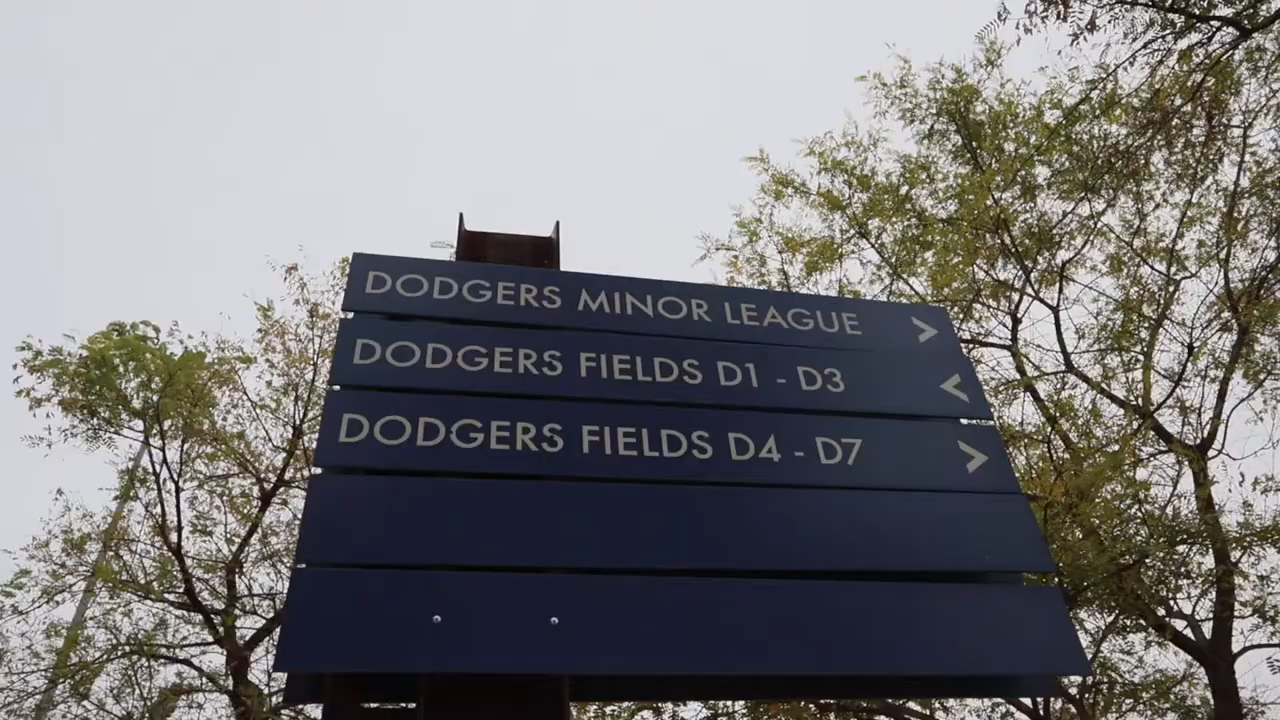 DODGERS MINOR LEAGUE >
DODGERS FIELDS D1 - D3 <
DODGERS FIELDS D4 - D7 >